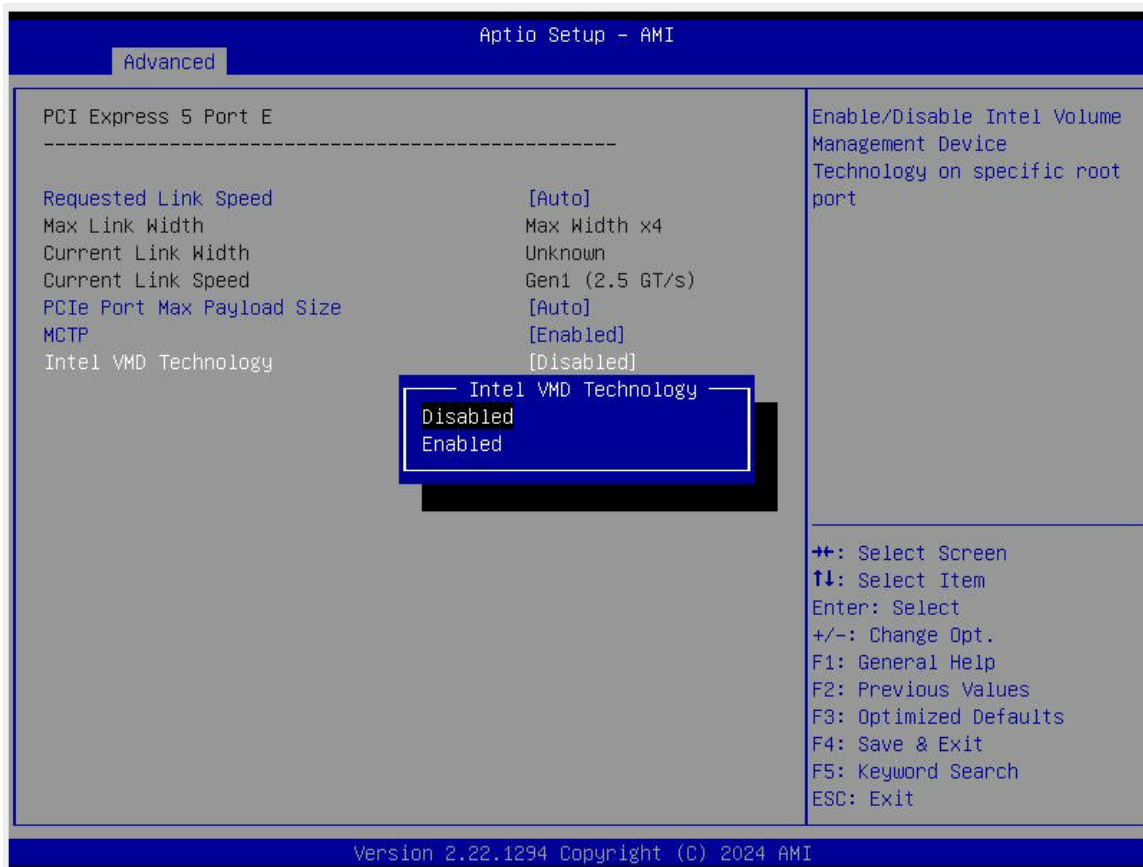 Aptio Setup – AMI
Advanced
PCI Express 5 Port E
--------------------------------------------------
Requested Link Speed [Auto]
Max Link Width Max Width x4
Current Link Width Unknown
Current Link Speed Gen1 (2.5 GT/s)
PCIe Port Max Payload Size [Auto]
MCTP [Enabled]
Intel VMD Technology [Disabled]
Intel VMD Technology
Disabled
Enabled
Enable/Disable Intel Volume
Management Device
Technology on specific root
port
→←: Select Screen
↑↓: Select Item
Enter: Select
+/-: Change Opt.
F1: General Help
F2: Previous Values
F3: Optimized Defaults
F4: Save & Exit
F5: Keyword Search
ESC: Exit
Version 2.22.1294 Copyright (C) 2024 AMI